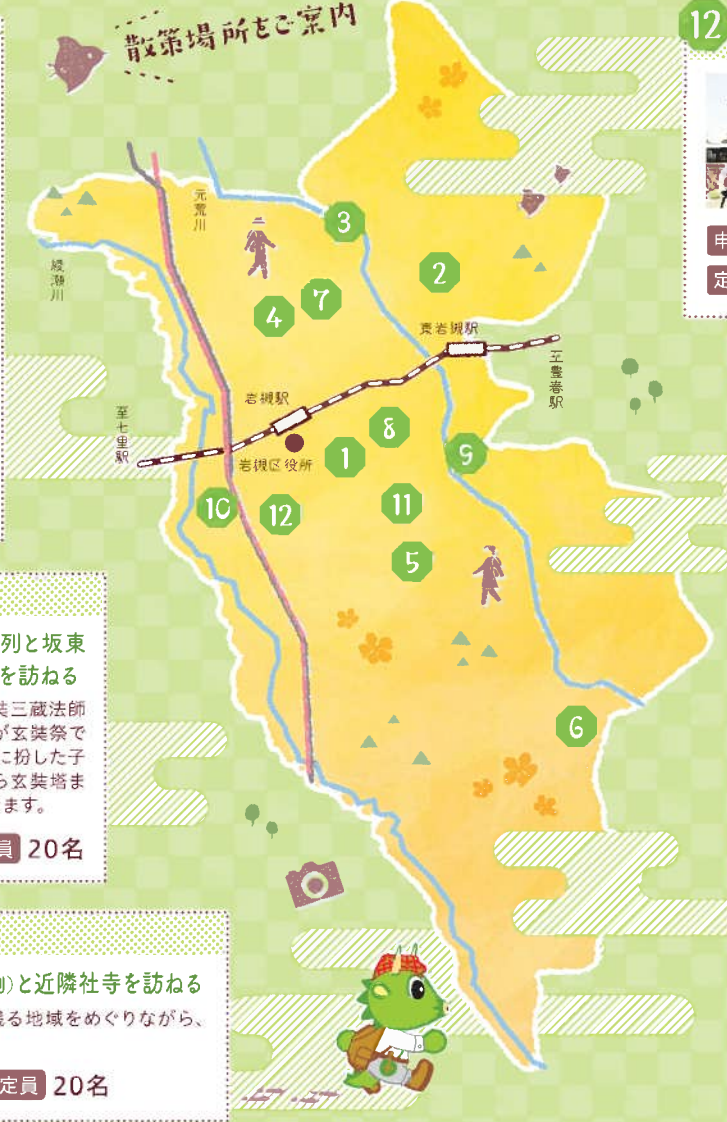 散策場所をご案内
12
元荒川
綾瀬川
3
2
7
4
東岩槻駅
至豊春駅
岩槻駅
至七里駅
岩槻区役所
8
1
9
10
12
11
5
6
申
定
列と坂東
を訪ねる
奘三蔵法師
が玄奘祭で
に扮した子
ら玄奘塔ま
ます。
員 20名
と近隣社寺を訪ねる
残る地域をめぐりながら、
定員 20名